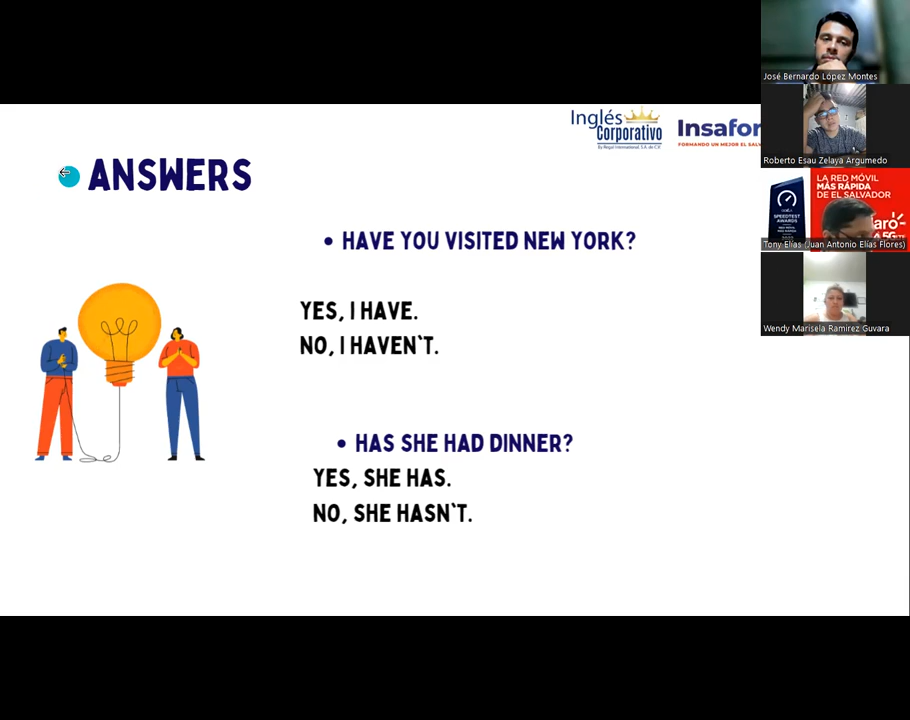 Inglés
Corporativo
By Regal International, S.A. de C.V.
Insafor
FORMANDO UN MEJOR EL SALV
ANSWERS
• HAVE YOU VISITED NEW YORK?
YES, I HAVE.
NO, I HAVEN`T.
• HAS SHE HAD DINNER?
YES, SHE HAS.
NO, SHE HASN`T.
José Bernardo López Montes
Roberto Esau Zelaya Argumedo
LA RED MÓVIL
MÁS RÁPIDA
DE EL SALVADOR
SPEEDTEST
AWARDS
Claro
Tony Elias (Juan Antonio Elías Flores)
Wendy Marisela Ramirez Guvara